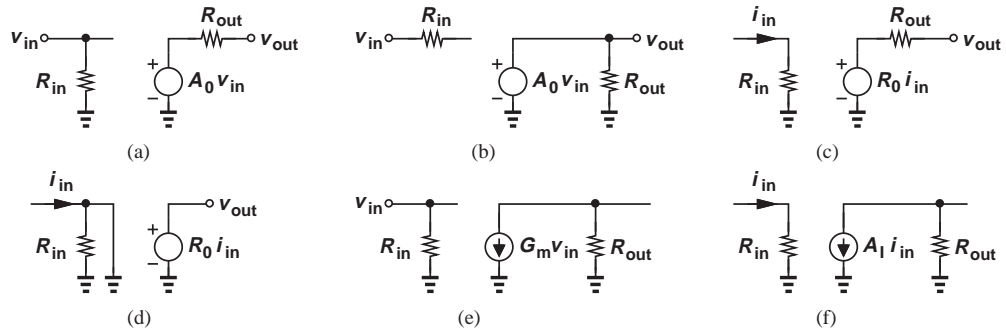 v_in R_in R_out A_0 v_in v_out
(a)
v_in R_in A_0 v_in R_out v_out
(b)
i_in R_in R_out R_0 i_in v_out
(c)
i_in R_in R_0 i_in v_out
(d)
v_in R_in G_m v_in R_out
(e)
i_in R_in A_I i_in R_out
(f)